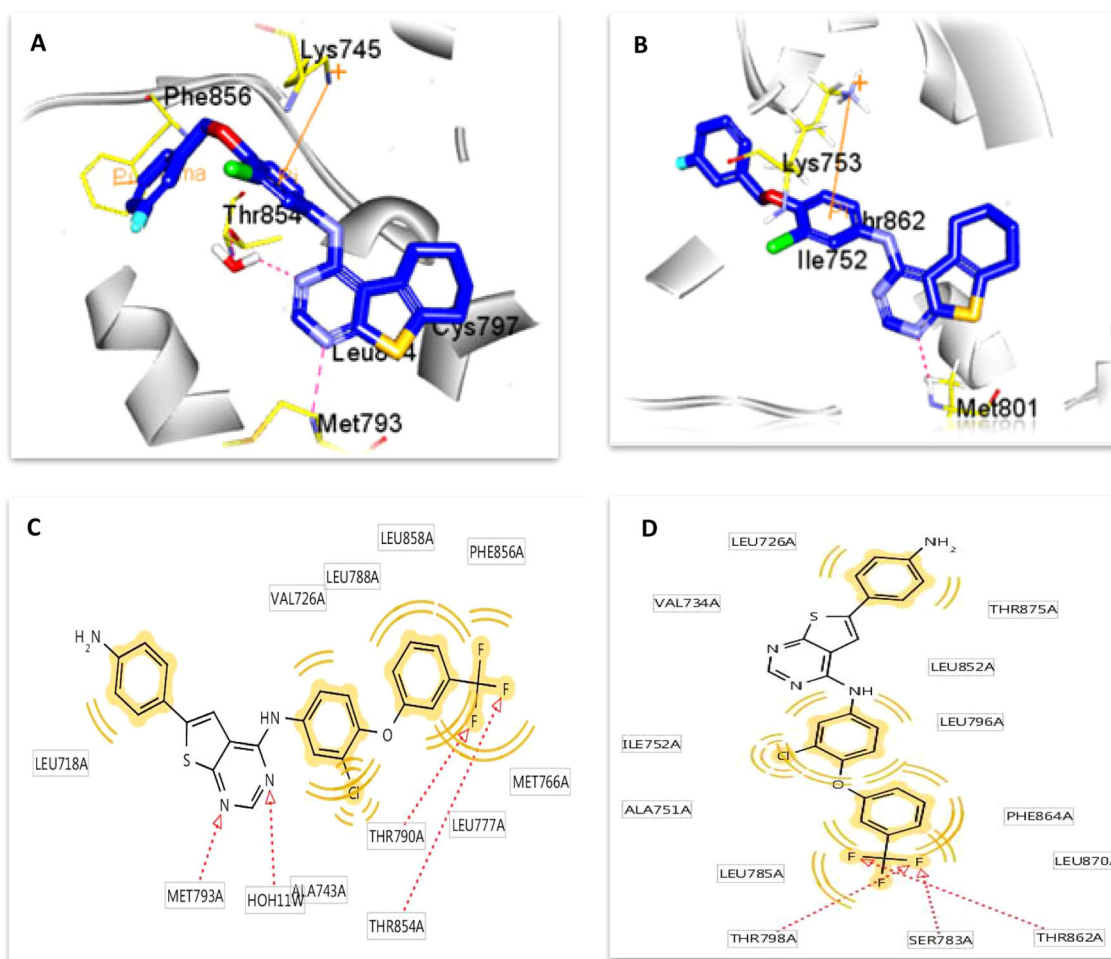 A
Lys745
Phe856
Thr854
Cys797
Met793
B
Lys753
Ile752
Met801
C
LEU858A
PHE856A
LEU788A
VAL726A
H2N
F
F
F
HN
O
LEU718A
S
N
N
Cl
MET766A
THR790A
LEU777A
MET793A
HOH11W
ALA743A
THR854A
D
LEU726A
NH2
VAL734A
S
THR875A
N
N
LEU852A
NH
LEU796A
ILE752A
Cl
O
ALA751A
PHE864A
F
F
F
LEU785A
LEU870A
THR798A
SER783A
THR862A